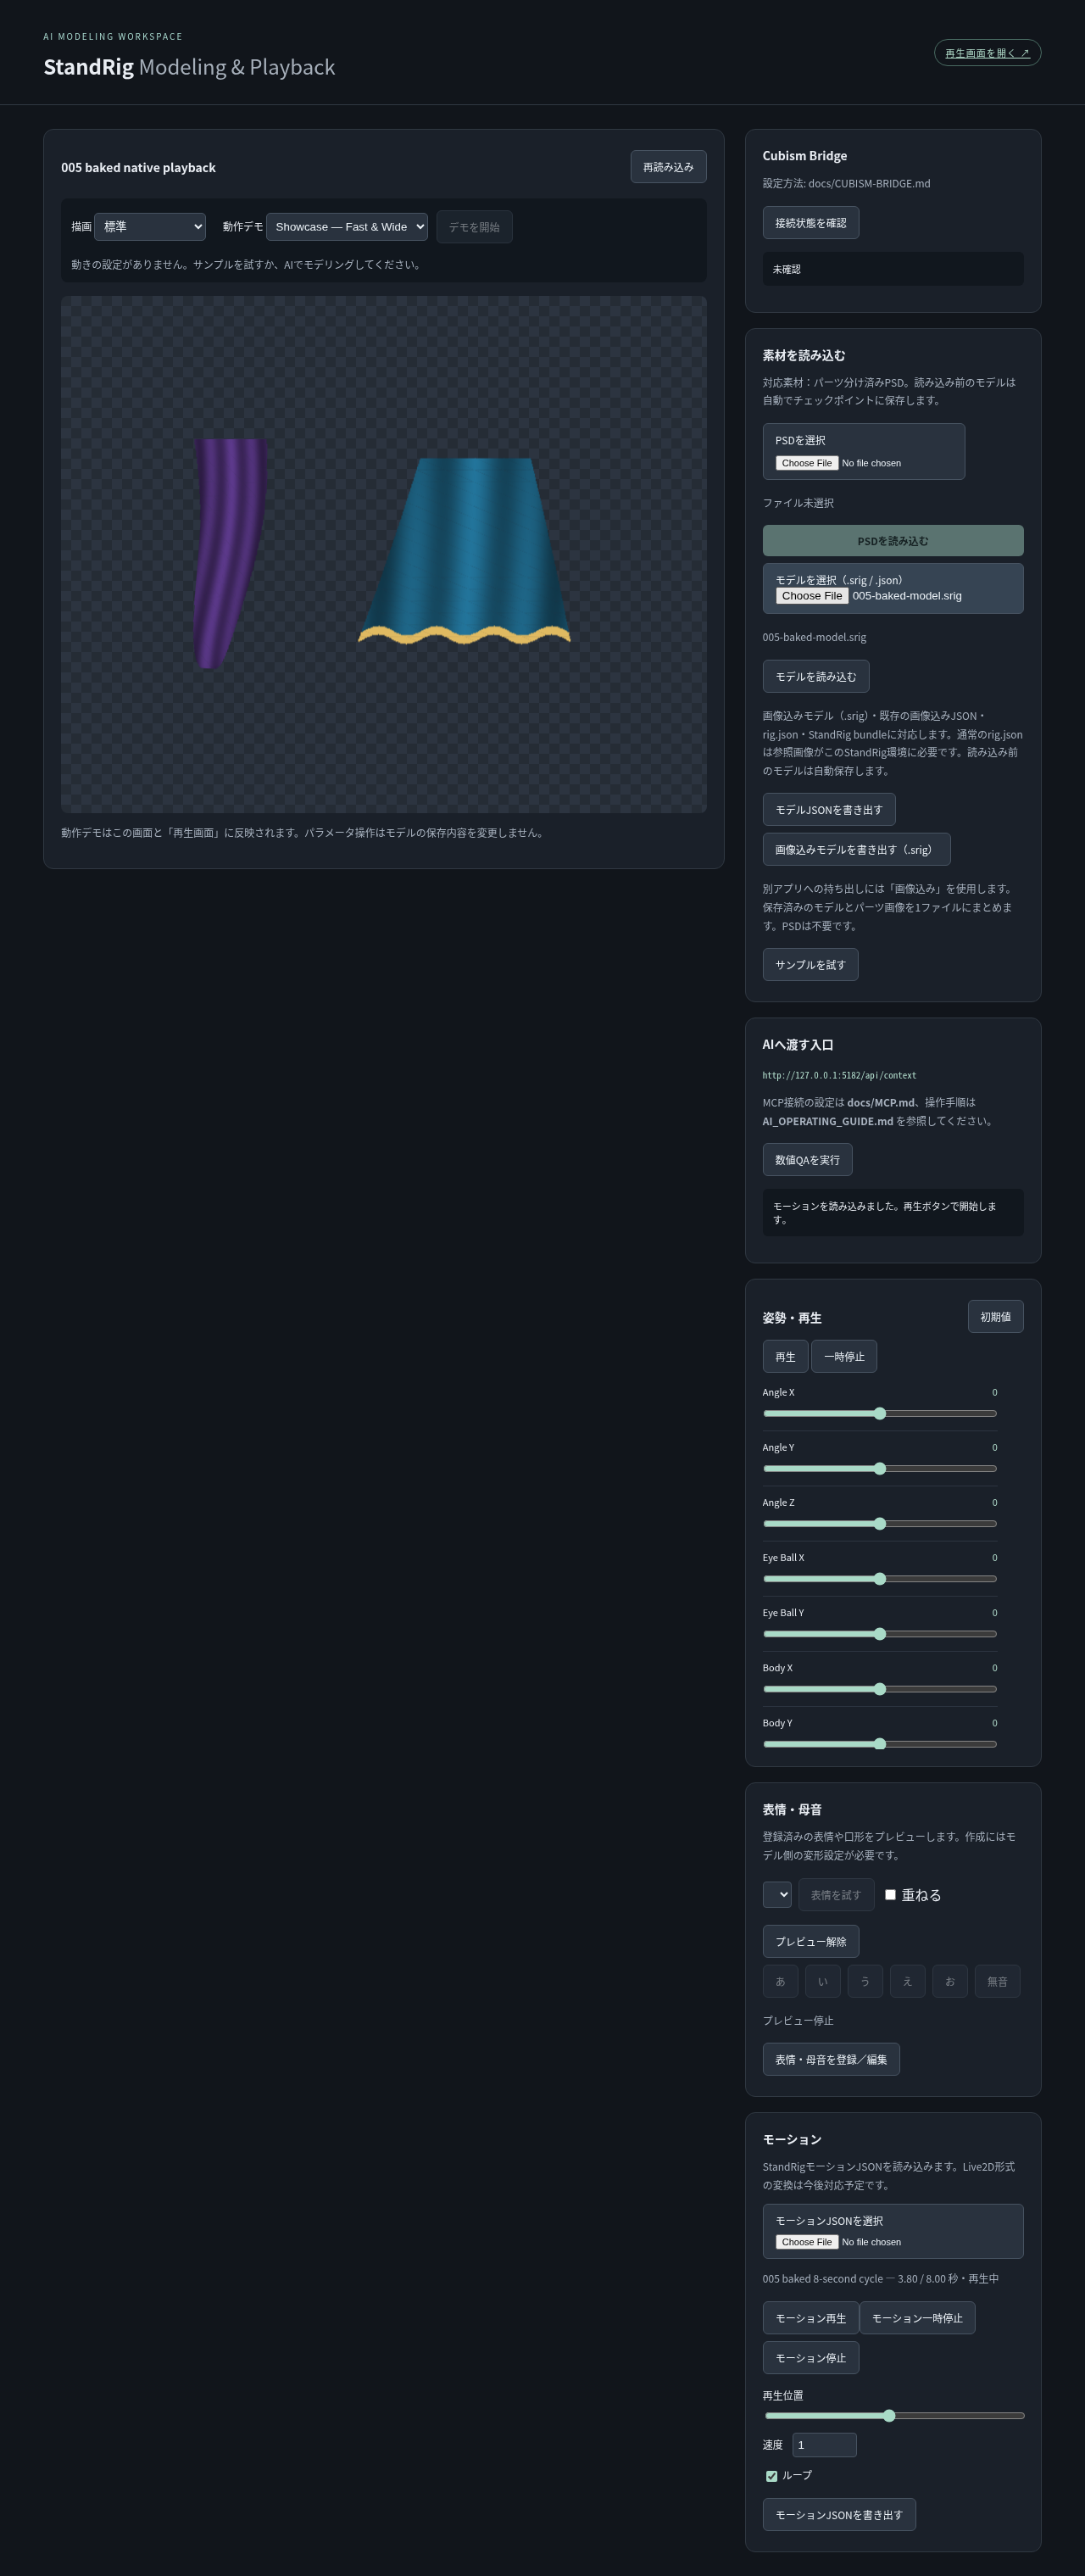 AI MODELING WORKSPACE
StandRig Modeling & Playback
再生画面を開く ↗
005 baked native playback
再読み込み
描画 標準 動作デモ Showcase — Fast & Wide デモを開始
動きの設定がありません。サンプルを試すか、AIでモデリングしてください。
動作デモはこの画面と「再生画面」に反映されます。パラメータ操作はモデルの保存内容を変更しません。
Cubism Bridge
設定方法: docs/CUBISM-BRIDGE.md
接続状態を確認
未確認
素材を読み込む
対応素材：パーツ分け済みPSD。読み込み前のモデルは
自動でチェックポイントに保存します。
PSDを選択
Choose File No file chosen
ファイル未選択
PSDを読み込む
モデルを選択（.srig / .json）
Choose File 005-baked-model.srig
005-baked-model.srig
モデルを読み込む
画像込みモデル（.srig）・既存の画像込みJSON・
rig.json・StandRig bundleに対応します。通常のrig.json
は参照画像がこのStandRig環境に必要です。読み込み前
のモデルは自動保存します。
モデルJSONを書き出す
画像込みモデルを書き出す（.srig）
別アプリへの持ち出しには「画像込み」を使用します。
保存済みのモデルとパーツ画像を1ファイルにまとめま
す。PSDは不要です。
サンプルを試す
AIへ渡す入口
http://127.0.0.1:5182/api/context
MCP接続の設定は docs/MCP.md、操作手順は
AI_OPERATING_GUIDE.md を参照してください。
数値QAを実行
モーションを読み込みました。再生ボタンで開始しま
す。
姿勢・再生
初期値
再生 一時停止
Angle X 0
Angle Y 0
Angle Z 0
Eye Ball X 0
Eye Ball Y 0
Body X 0
Body Y 0
表情・母音
登録済みの表情や口形をプレビューします。作成にはモ
デル側の変形設定が必要です。
表情を試す 重ねる
プレビュー解除
あ い う え お 無音
プレビュー停止
表情・母音を登録／編集
モーション
StandRigモーションJSONを読み込みます。Live2D形式
の変換は今後対応予定です。
モーションJSONを選択
Choose File No file chosen
005 baked 8-second cycle — 3.80 / 8.00 秒・再生中
モーション再生 モーション一時停止
モーション停止
再生位置
速度 1
ループ
モーションJSONを書き出す